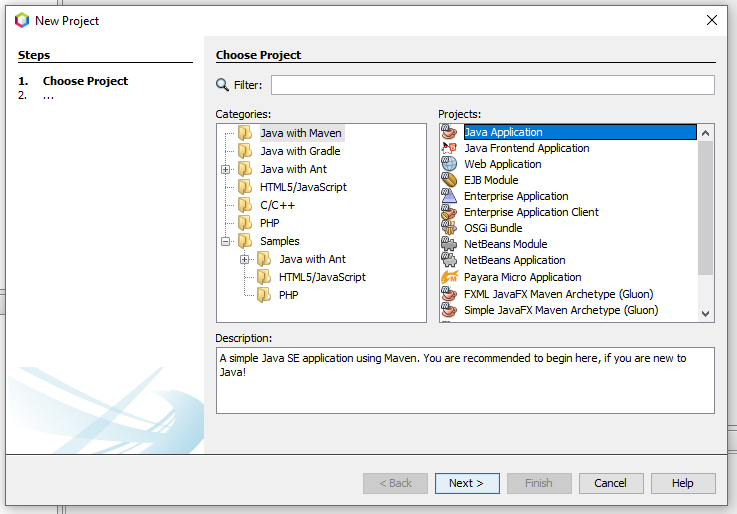 New Project
Steps
1. Choose Project
2. ...
Choose Project
Filter:
Categories:
Java with Maven
Java with Gradle
Java with Ant
HTML5/JavaScript
C/C++
PHP
Samples
Java with Ant
HTML5/JavaScript
PHP
Projects:
Java Application
Java Frontend Application
Web Application
EJB Module
Enterprise Application
Enterprise Application Client
OSGi Bundle
NetBeans Module
NetBeans Application
Payara Micro Application
FXML JavaFX Maven Archetype (Gluon)
Simple JavaFX Maven Archetype (Gluon)
Description:
A simple Java SE application using Maven. You are recommended to begin here, if you are new to
Java!
< Back
Next >
Finish
Cancel
Help